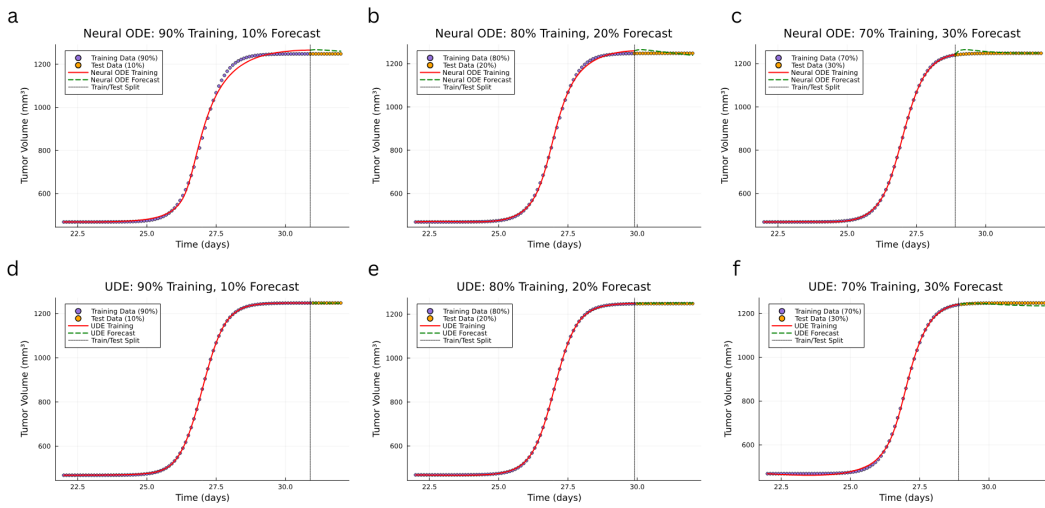 a
Neural ODE: 90% Training, 10% Forecast
Training Data (90%)
Test Data (10%)
Neural ODE Training
Neural ODE Forecast
Train/Test Split
Tumor Volume (mm³)
1200
1000
800
600
22.5 25.0 27.5 30.0
Time (days)
b
Neural ODE: 80% Training, 20% Forecast
Training Data (80%)
Test Data (20%)
Neural ODE Training
Neural ODE Forecast
Train/Test Split
Tumor Volume (mm³)
1200
1000
800
600
22.5 25.0 27.5 30.0
Time (days)
c
Neural ODE: 70% Training, 30% Forecast
Training Data (70%)
Test Data (30%)
Neural ODE Training
Neural ODE Forecast
Train/Test Split
Tumor Volume (mm³)
1200
1000
800
600
22.5 25.0 27.5 30.0
Time (days)
d
UDE: 90% Training, 10% Forecast
Training Data (90%)
Test Data (10%)
UDE Training
UDE Forecast
Train/Test Split
Tumor Volume (mm³)
1200
1000
800
600
22.5 25.0 27.5 30.0
Time (days)
e
UDE: 80% Training, 20% Forecast
Training Data (80%)
Test Data (20%)
UDE Training
UDE Forecast
Train/Test Split
Tumor Volume (mm³)
1200
1000
800
600
22.5 25.0 27.5 30.0
Time (days)
f
UDE: 70% Training, 30% Forecast
Training Data (70%)
Test Data (30%)
UDE Training
UDE Forecast
Train/Test Split
Tumor Volume (mm³)
1200
1000
800
600
22.5 25.0 27.5 30.0
Time (days)